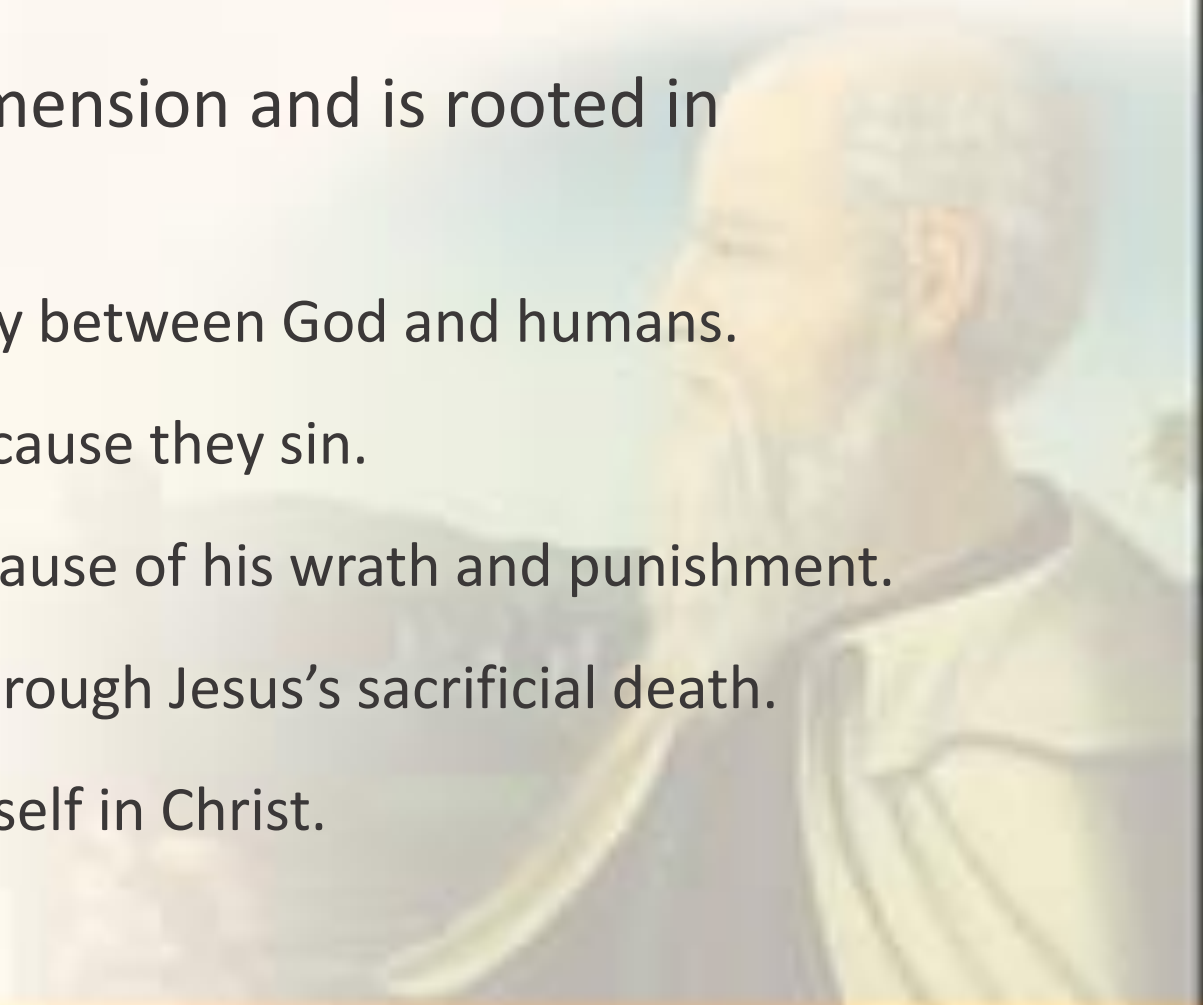 mension and is rooted in
y between God and humans.
cause they sin.
ause of his wrath and punishment.
rough Jesus’s sacrificial death.
self in Christ.